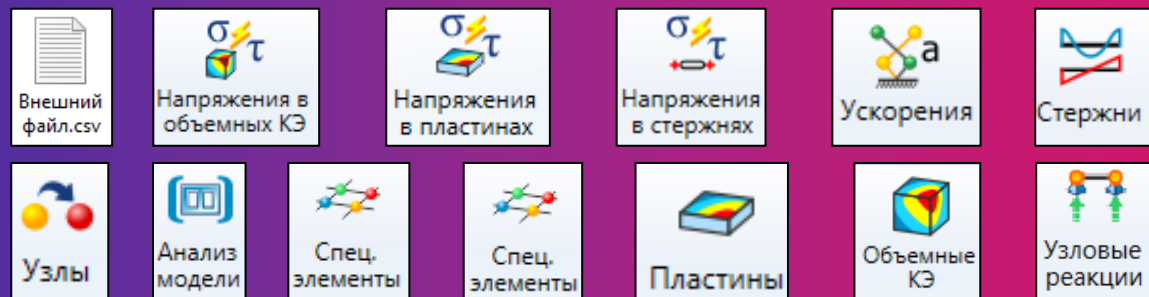 Внешний
файл.csv
σ τ
Напряжения в
объемных КЭ
σ τ
Напряжения
в пластинах
σ τ
Напряжения
в стержнях
a
Ускорения
Стержни
Узлы
Анализ
модели
Спец.
элементы
Спец.
элементы
Пластины
Объемные
КЭ
Узловые
реакции